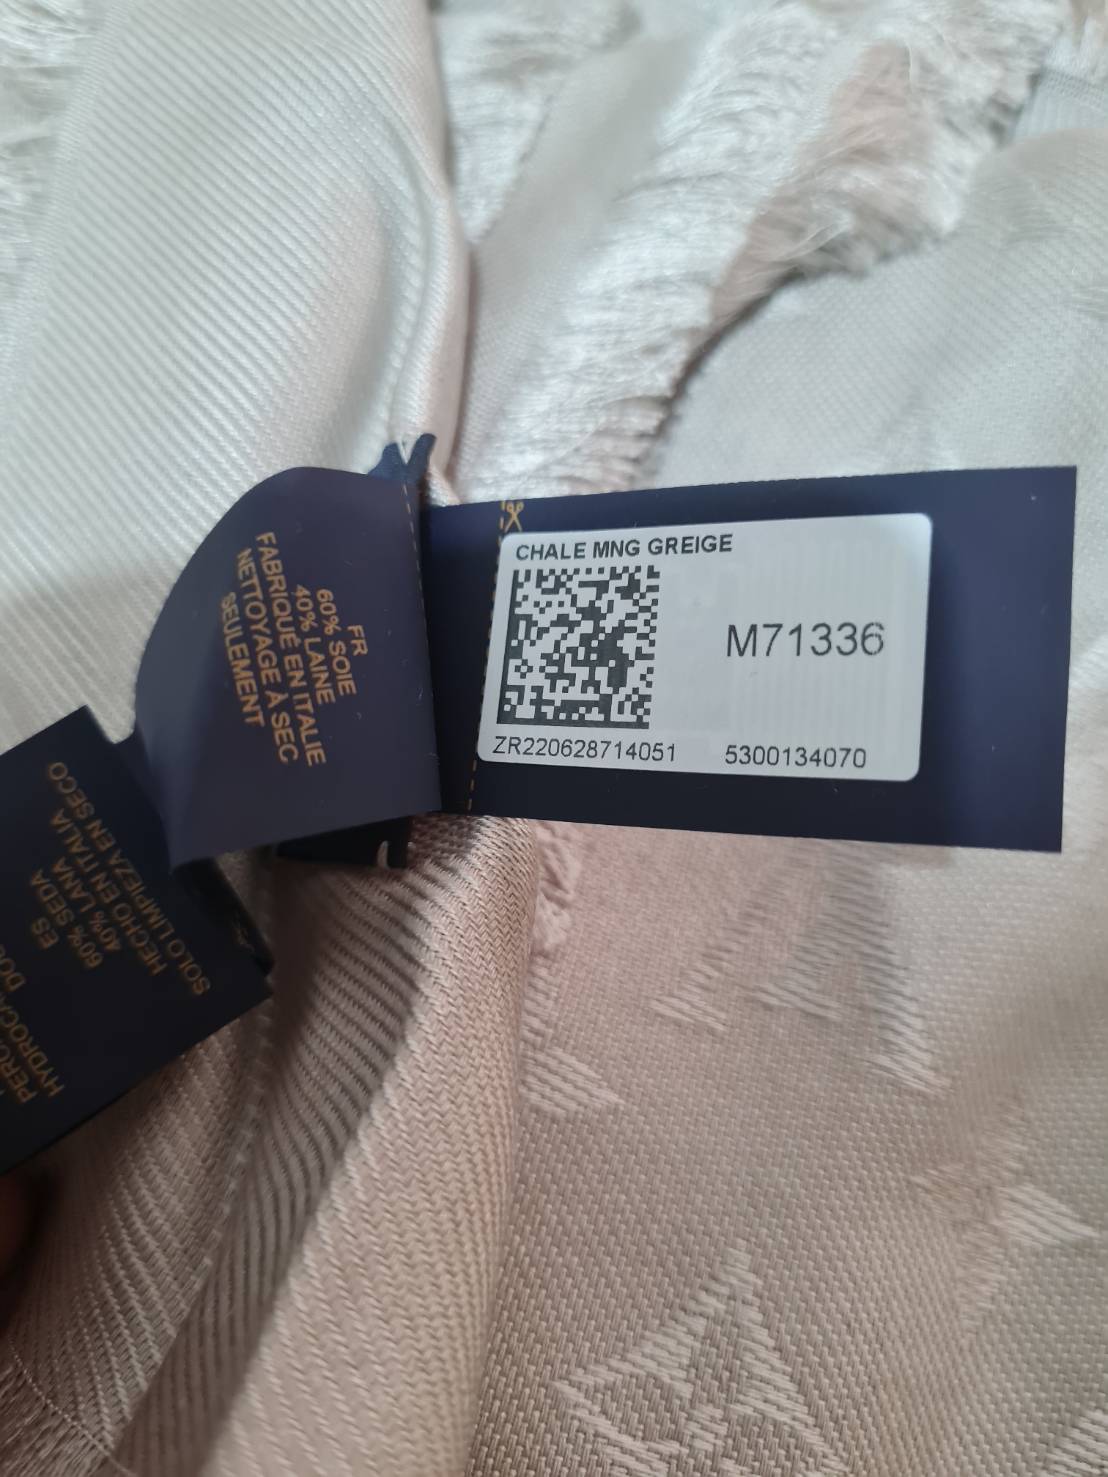 CHALE MNG GREIGE
M71336
ZR220628714051 5300134070
FR
60% SOIE
40% LAINE
FABRIQUÉ EN ITALIE
NETTOYAGE À SEC
SEULEMENT
ES
60% SEDA
40% LANA
HECHO EN ITALIA
SOLO LIMPIEZA EN SECO